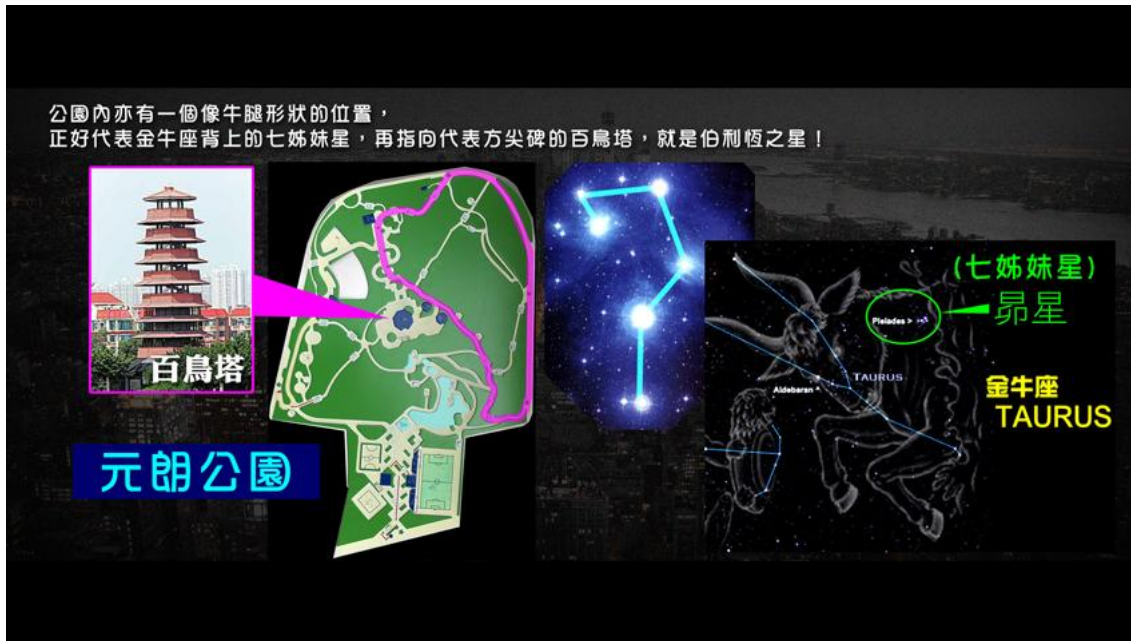 公園內亦有一個像牛腿形狀的位置，
正好代表金牛座背上的七姊妹星，再指向代表方尖碑的百鳥塔，就是伯利恆之星！
百鳥塔
元朗公園
(七姊妹星)
昴星
Pleiades >
TAURUS
Aldebaran ^
金牛座
TAURUS